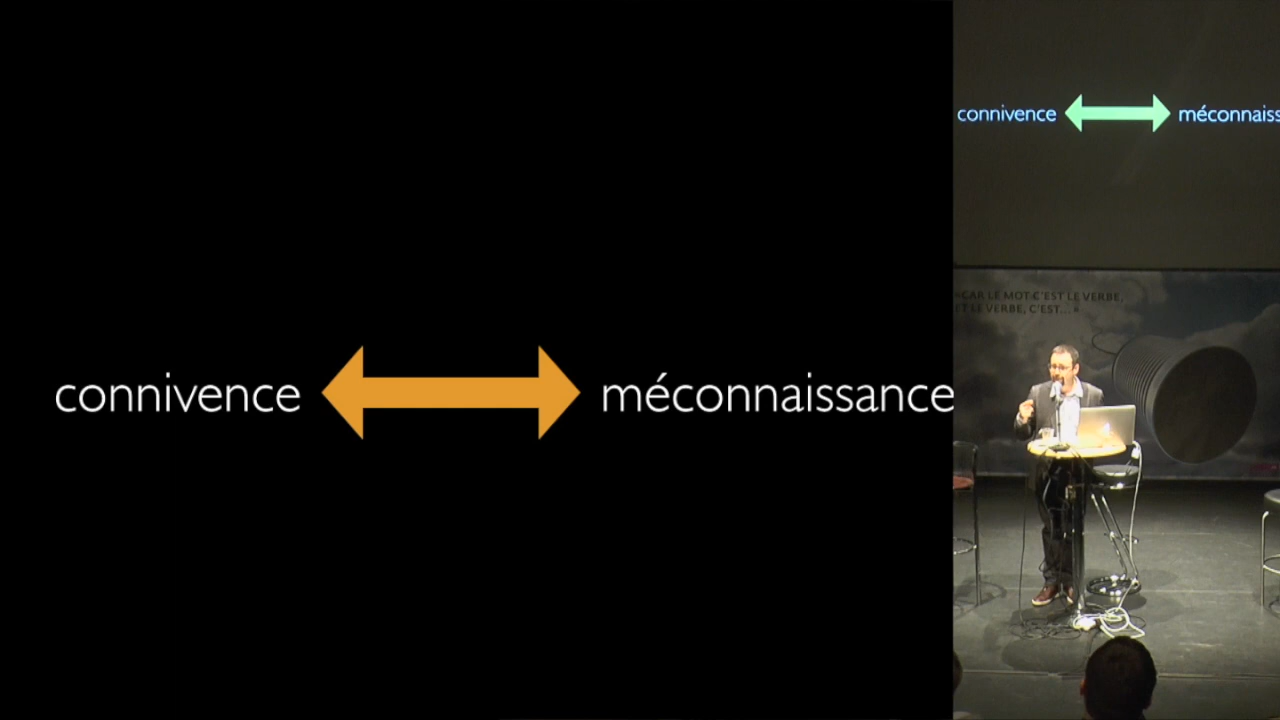 connivence méconnaissance
connivence méconnaiss
«CAR LE MOT C'EST LE VERBE,
ET LE VERBE, C'EST... »